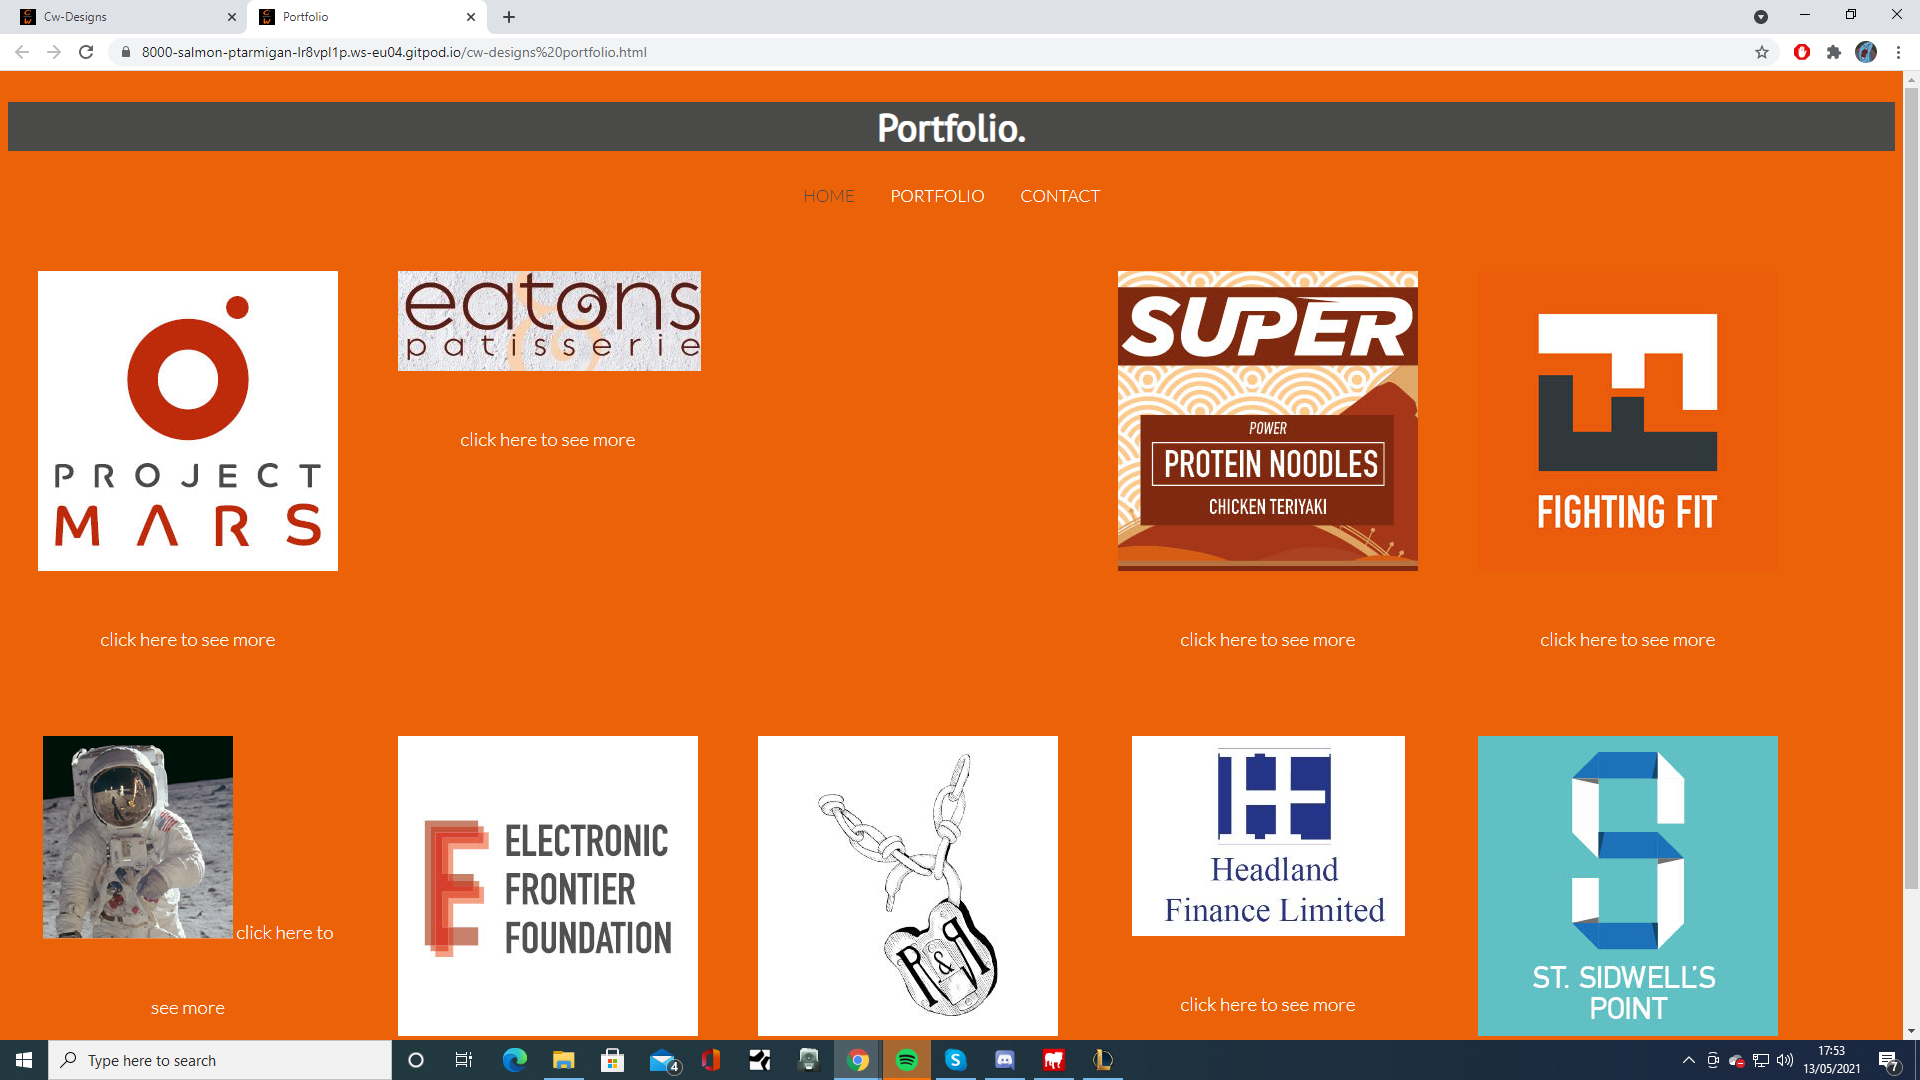 Cw-Designs
Portfolio
8000-salmon-ptarmigan-lr8vpl1p.ws-eu04.gitpod.io/cw-designs%20portfolio.html
Portfolio.
HOME PORTFOLIO CONTACT
PROJECT
MARS
click here to see more
eatons
patisserie
click here to see more
SUPER
POWER
PROTEIN NOODLES
CHICKEN TERIYAKI
click here to see more
FIGHTING FIT
click here to see more
click here to
see more
ELECTRONIC
FRONTIER
FOUNDATION
R&R
H
Headland
Finance Limited
click here to see more
S
ST. SIDWELL'S
POINT
Type here to search
4
17:53
13/05/2021
7